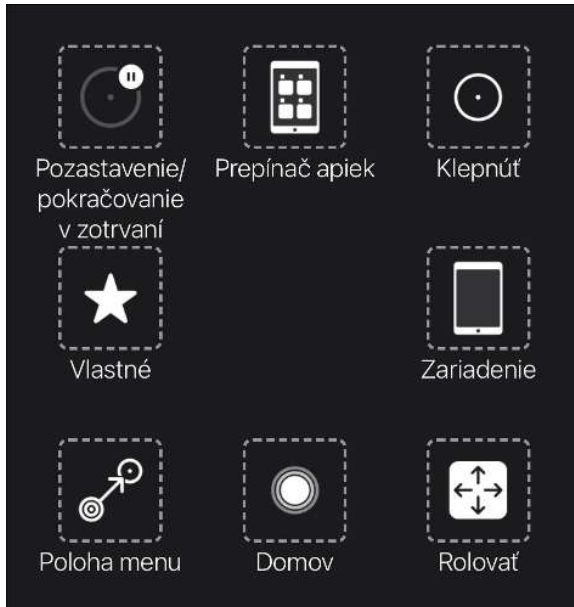 Pozastavenie/
pokračovanie
v zotrvaní
Prepínač apiek
Klepnúť
Vlastné
Zariadenie
Poloha menu
Domov
Rolovať